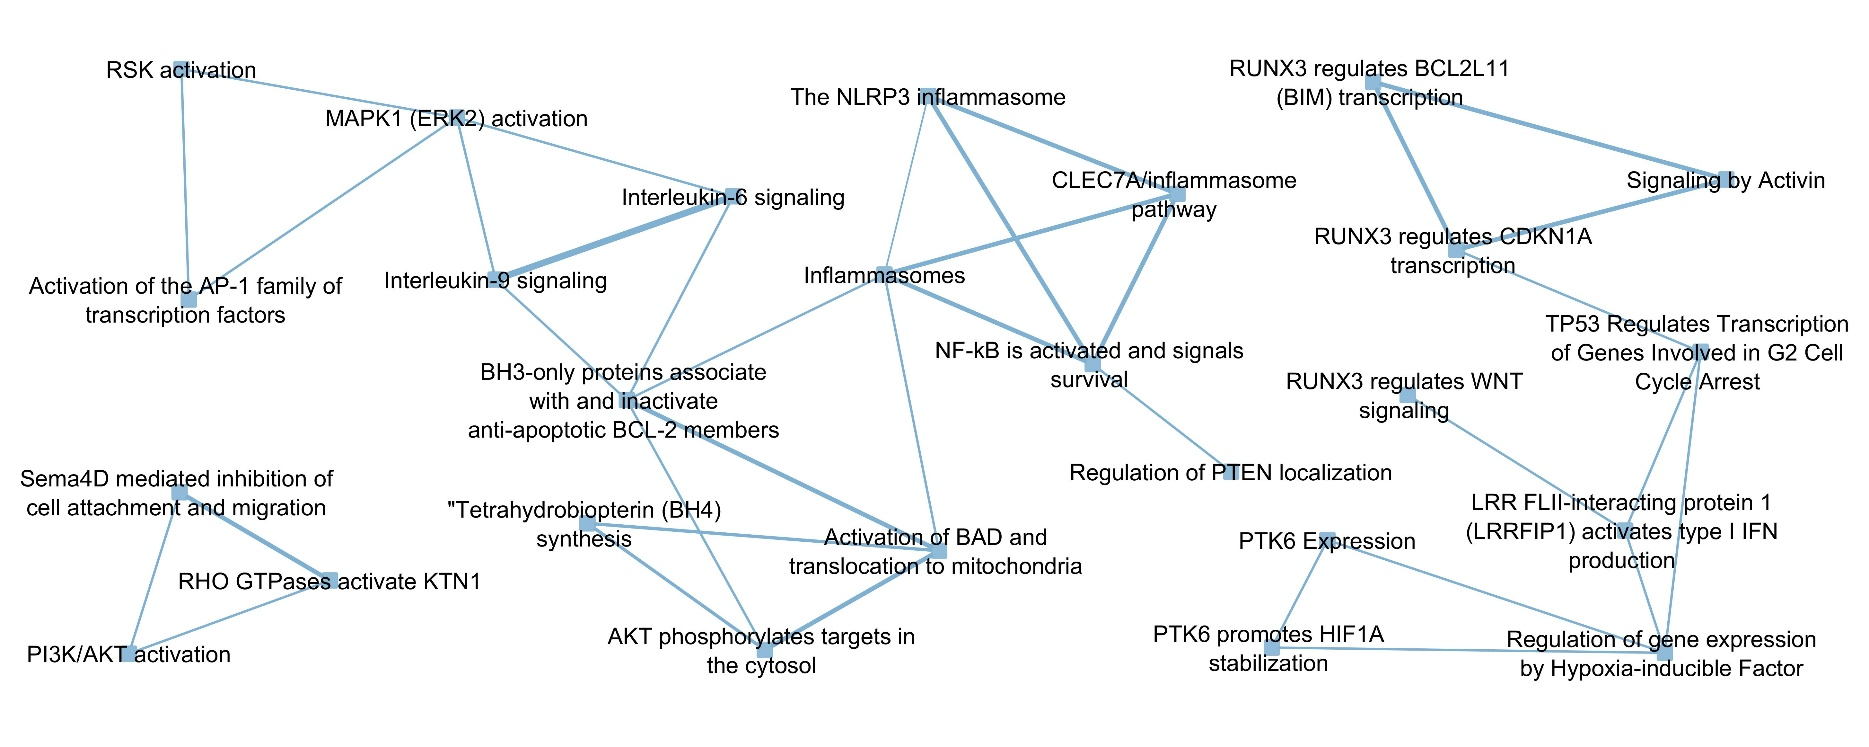 RSK activation
MAPK1 (ERK2) activation
Activation of the AP-1 family of
transcription factors
Interleukin-6 signaling
Interleukin-9 signaling
The NLRP3 inflammasome
CLEC7A/inflammasome
pathway
Inflammasomes
NF-kB is activated and signals
survival
Regulation of PTEN localization
BH3-only proteins associate
with and inactivate
anti-apoptotic BCL-2 members
"Tetrahydrobiopterin (BH4)
synthesis
Activation of BAD and
translocation to mitochondria
AKT phosphorylates targets in
the cytosol
Sema4D mediated inhibition of
cell attachment and migration
RHO GTPases activate KTN1
PI3K/AKT activation
RUNX3 regulates BCL2L11
(BIM) transcription
Signaling by Activin
RUNX3 regulates CDKN1A
transcription
TP53 Regulates Transcription
of Genes Involved in G2 Cell
Cycle Arrest
RUNX3 regulates WNT
signaling
LRR FLII-interacting protein 1
(LRRFIP1) activates type I IFN
production
PTK6 Expression
PTK6 promotes HIF1A
stabilization
Regulation of gene expression
by Hypoxia-inducible Factor